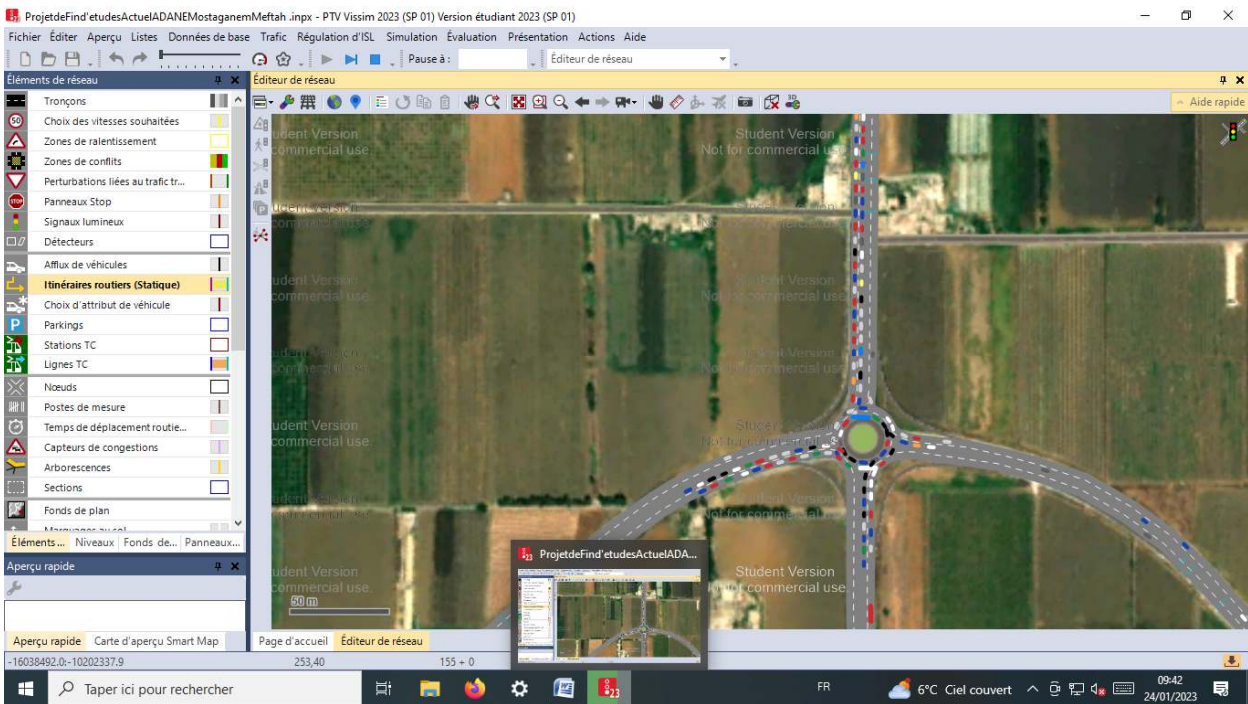 ProjetdeFind'etudesActuelADANEMostaganemMeftah .inpx - PTV Vissim 2023 (SP 01) Version étudiant 2023 (SP 01)
Fichier Éditer Aperçu Listes Données de base Trafic Régulation d'ISL Simulation Évaluation Présentation Actions Aide
Pause à : Éditeur de réseau
Éléments de réseau
Éditeur de réseau
Aide rapide
Tronçons
50 Choix des vitesses souhaitées
Zones de ralentissement
Zones de conflits
Perturbations liées au trafic tr...
STOP Panneaux Stop
Signaux lumineux
Détecteurs
Afflux de véhicules
Itinéraires routiers (Statique)
Choix d'attribut de véhicule
P Parkings
Stations TC
Lignes TC
Nœuds
Postes de mesure
Temps de déplacement routie...
Capteurs de congestions
Arborescences
Sections
Fonds de plan
Marquages au sol
Éléments... Niveaux Fonds de... Panneaux...
Aperçu rapide
Aperçu rapide Carte d'aperçu Smart Map
Student Version
Not for commercial use
50 m
ProjetdeFind'etudesActuelADA...
Page d'accueil Éditeur de réseau
-16038492.0:-10202337.9 253,40 155 + 0
Taper ici pour rechercher
23
FR
6°C Ciel couvert
09:42
24/01/2023